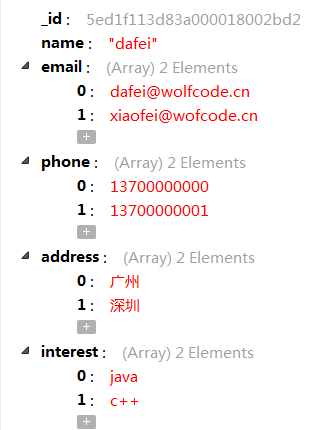 _id : 5ed1f113d83a000018002bd2
name : "dafei"
email : (Array) 2 Elements
0 : dafei@wolfcode.cn
1 : xiaofei@wofcode.cn
+
phone : (Array) 2 Elements
0 : 13700000000
1 : 13700000001
+
address : (Array) 2 Elements
0 : 广州
1 : 深圳
+
interest : (Array) 2 Elements
0 : java
1 : c++
+